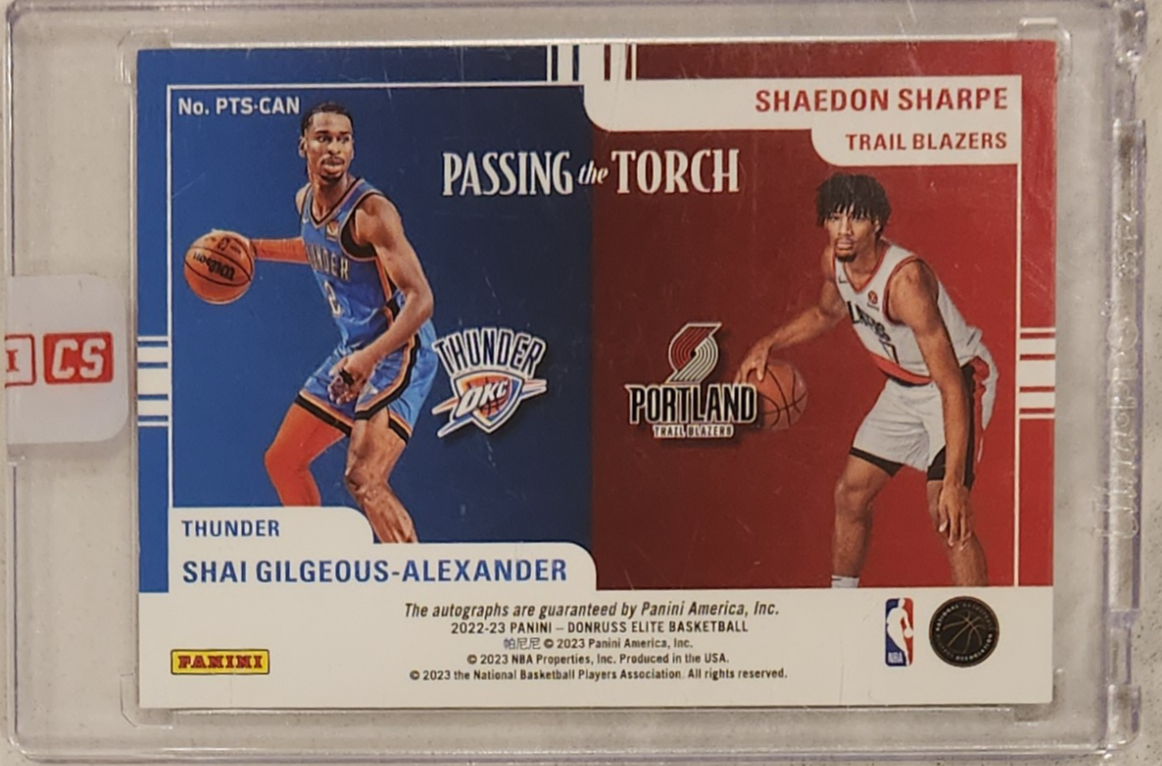 No. PTS-CAN
SHAEDON SHARPE
TRAIL BLAZERS
PASSING the TORCH
THUNDER
2
THUNDER
OKC
PORTLAND
TRAIL BLAZERS
CS
THUNDER
SHAI GILGEOUS-ALEXANDER
The autographs are guaranteed by Panini America, Inc.
2022-23 PANINI – DONRUSS ELITE BASKETBALL
帕尼尼 © 2023 Panini America, Inc.
© 2023 NBA Properties, Inc. Produced in the USA.
© 2023 the National Basketball Players Association. All rights reserved.
PANINI
NBA